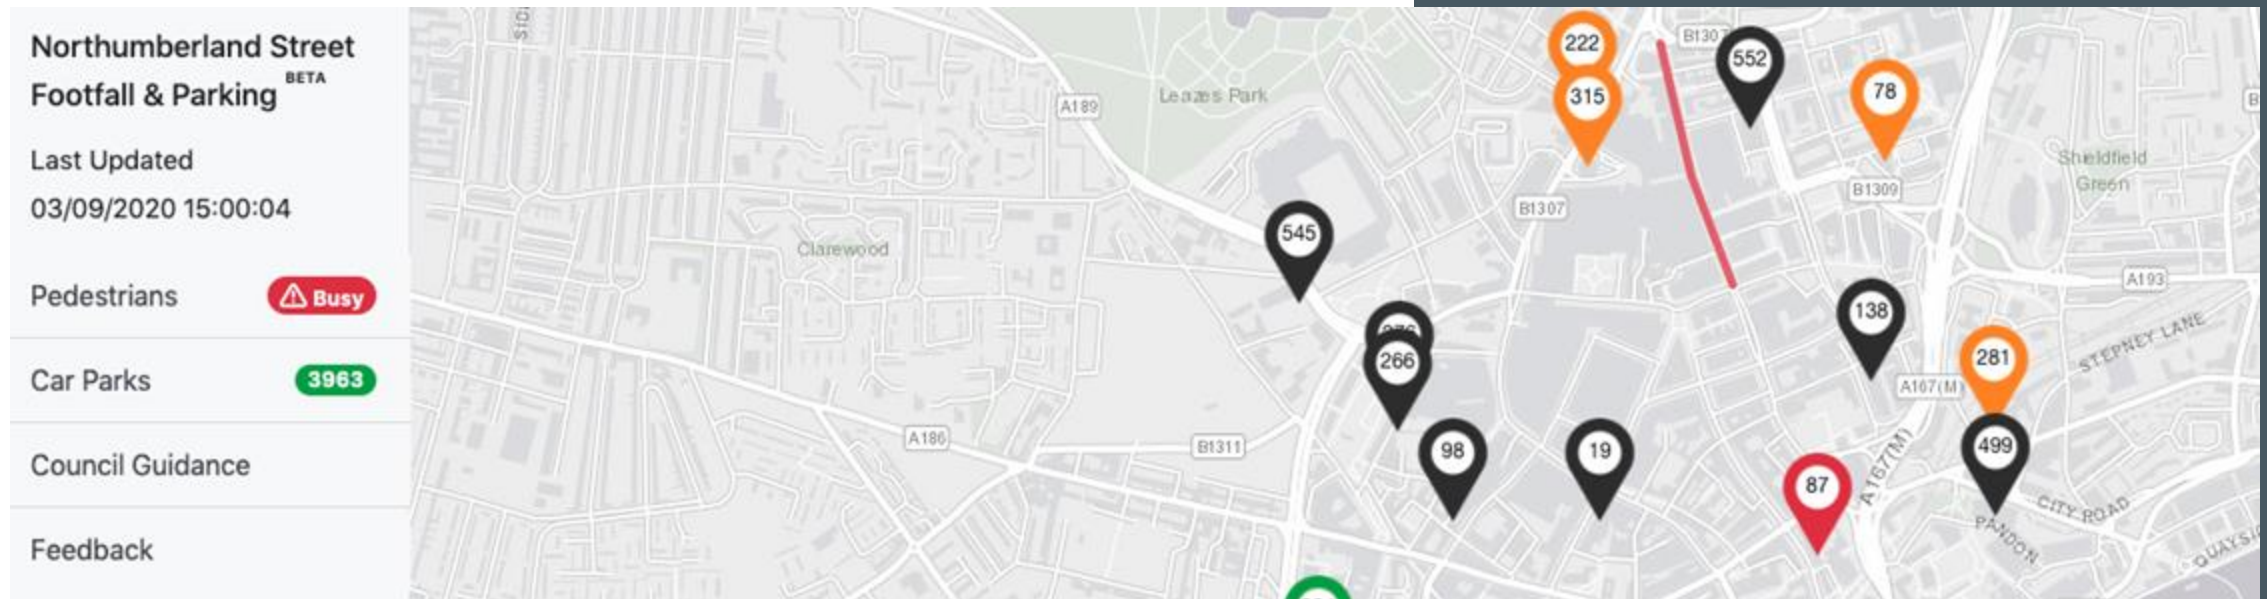 Northumberland Street
Footfall & Parking BETA
Last Updated
03/09/2020 15:00:04
Pedestrians
Busy
Car Parks
3963
Council Guidance
Feedback
A189
Leazes Park
222
315
B1307
552
78
Shieldfield
Green
B1309
B1307
545
Clarewood
A193
138
STEPNEY LANE
281
266
A167(M)
A186
B1311
98
19
499
87
A167(M)
CITY ROAD
PANDON